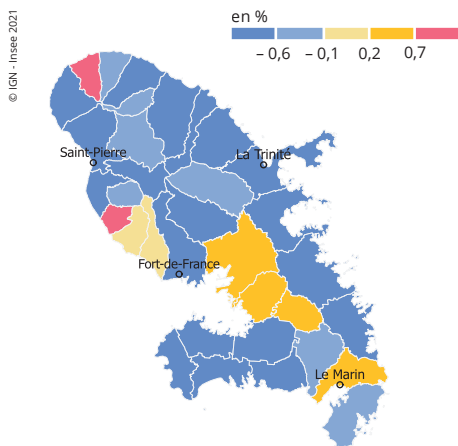 © IGN - Insee 2021
en %
– 0,6 – 0,1 0,2 0,7
Saint-Pierre
La Trinité
Fort-de-France
Le Marin